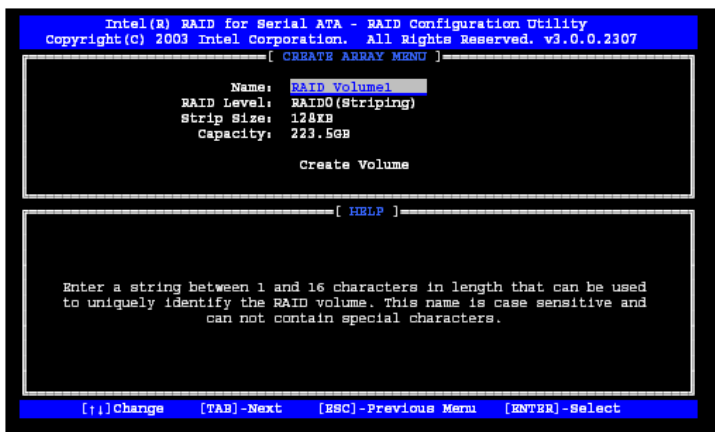 Intel(R) RAID for Serial ATA - RAID Configuration Utility
Copyright(C) 2003 Intel Corporation.  All Rights Reserved. v3.0.0.2307
[ CREATE ARRAY MENU ]
Name: RAID Volume1
RAID Level: RAID0(Striping)
Strip Size: 128KB
Capacity: 223.5GB
Create Volume
[ HELP ]
Enter a string between 1 and 16 characters in length that can be used
to uniquely identify the RAID volume. This name is case sensitive and
can not contain special characters.
[↑↓]Change [TAB]-Next [ESC]-Previous Menu [ENTER]-Select